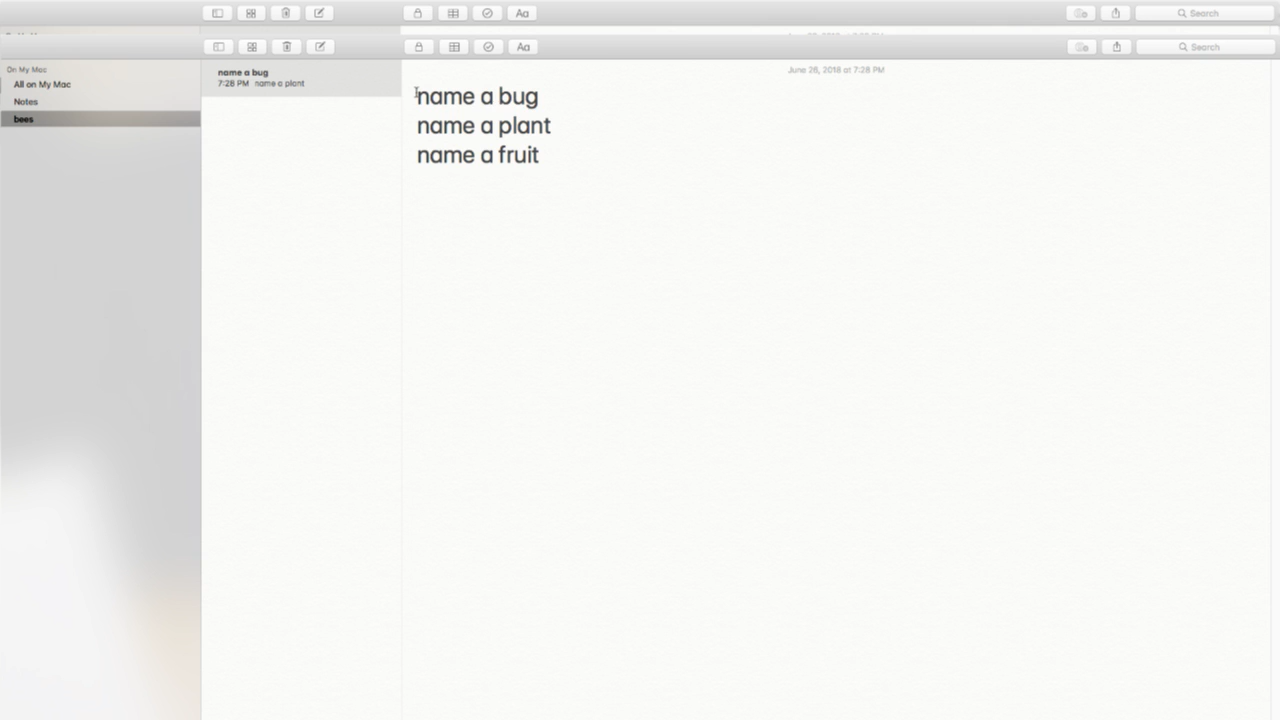 Aa
Search
Aa
Search
On My Mac
All on My Mac
Notes
bees
name a bug
7:28 PM name a plant
June 26, 2018 at 7:28 PM
name a bug
name a plant
name a fruit